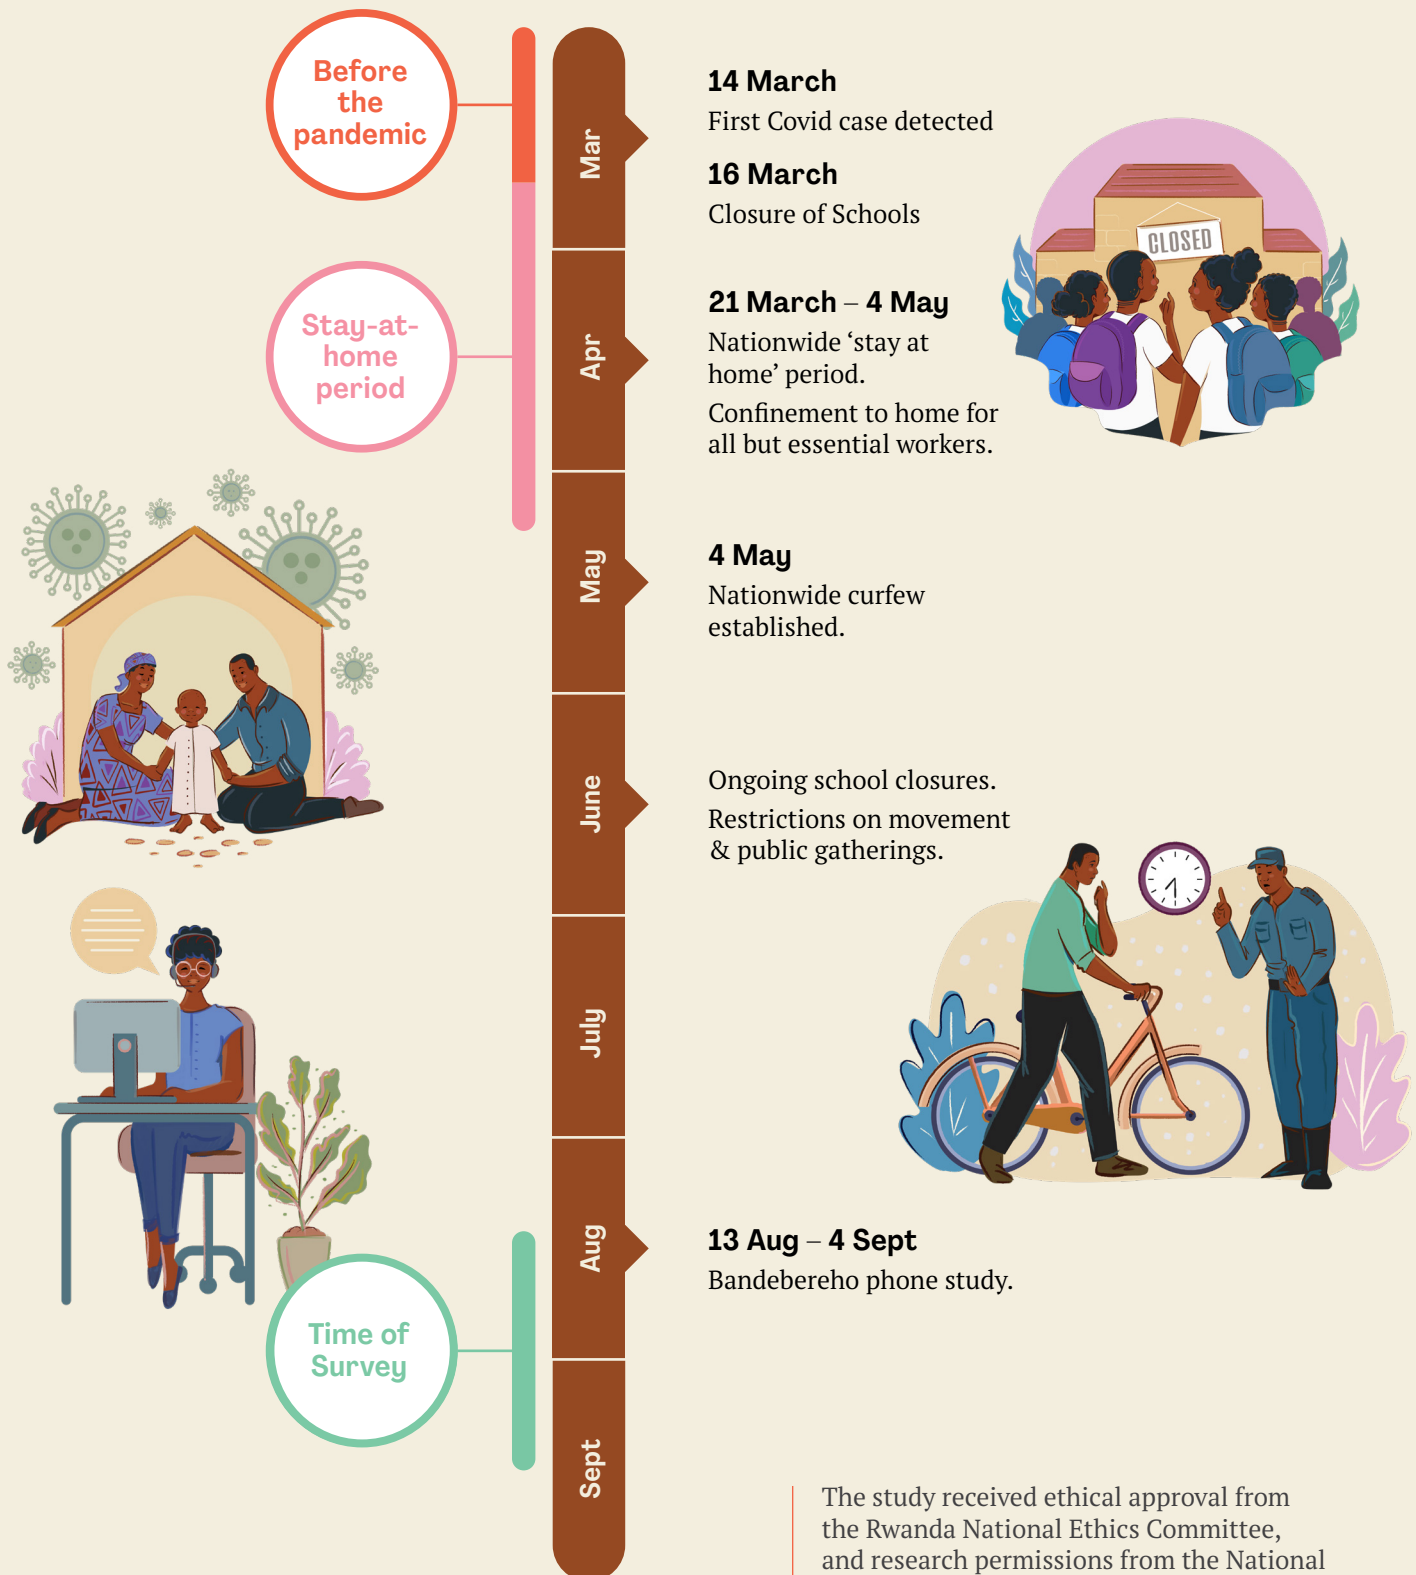 Before
the
pandemic
Mar
14 March
First Covid case detected
16 March
Closure of Schools
CLOSED
Stay-at-
home
period
Apr
21 March – 4 May
Nationwide ‘stay at
home’ period.
Confinement to home for
all but essential workers.
May
4 May
Nationwide curfew
established.
June
Ongoing school closures.
Restrictions on movement
& public gatherings.
July
Aug
13 Aug – 4 Sept
Bandebereho phone study.
Time of
Survey
Sept
The study received ethical approval from
the Rwanda National Ethics Committee,
and research permissions from the National